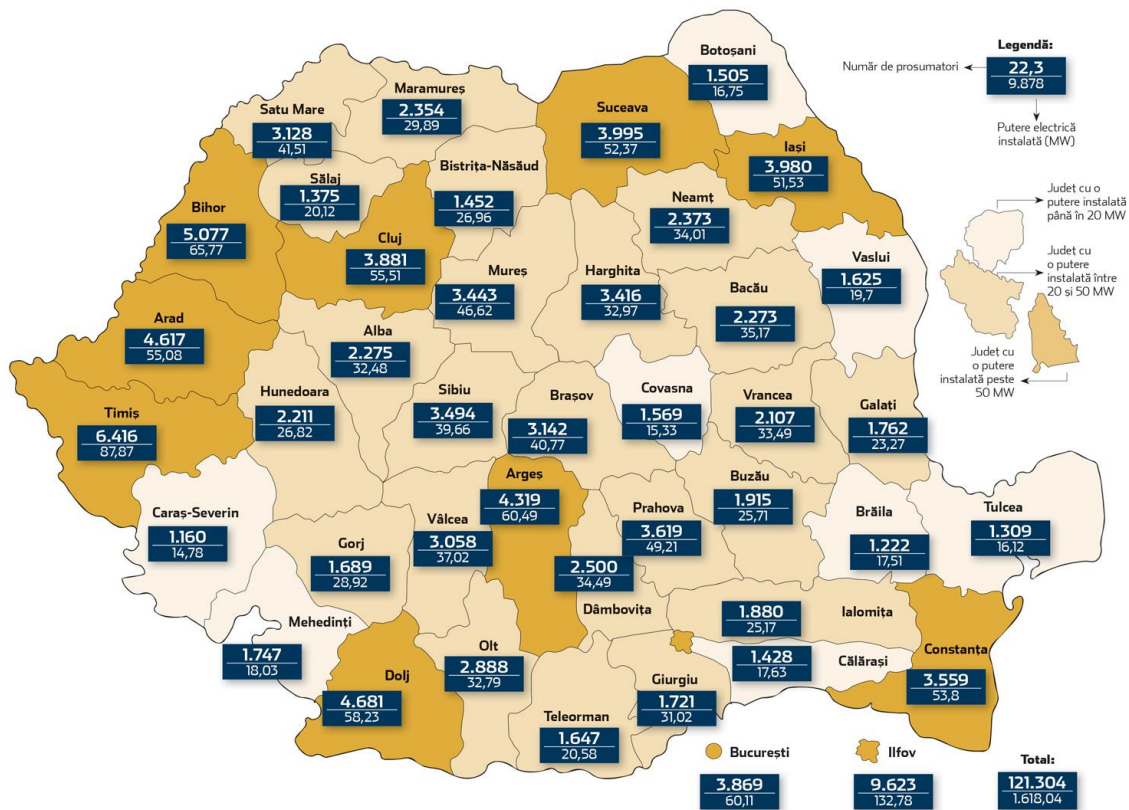 Botoșani
1.505
16,75
Legendă:
Număr de prosumatori
22,3
9.878
Putere electrică
instalată (MW)
Maramureș
2.354
29,89
Satu Mare
3.128
41,51
Suceava
3.995
52,37
Iași
3.980
51,53
Bistrița-Năsăud
1.452
26,96
Sălaj
1.375
20,12
Neamț
2.373
34,01
Județ cu o
putere instalată
până în 20 MW
Bihor
5.077
65,77
Cluj
3.881
55,51
Mureș
3.443
46,62
Harghita
3.416
32,97
Bacău
2.273
35,17
Vaslui
1.625
19,7
Județ cu
o putere
instalată între
20 și 50 MW
Arad
4.617
55,08
Alba
2.275
32,48
Județ cu
o putere
instalată peste
50 MW
Timiș
6.416
87,87
Hunedoara
2.211
26,82
Sibiu
3.494
39,66
Brașov
3.142
40,77
Covasna
1.569
15,33
Vrancea
2.107
33,49
Galați
1.762
23,27
Caraș-Severin
1.160
14,78
Gorj
1.689
28,92
Vâlcea
3.058
37,02
Argeș
4.319
60,49
Prahova
3.619
49,21
Buzău
1.915
25,71
Brăila
1.222
17,51
Tulcea
1.309
16,12
2.500
34,49
Dâmbovița
Mehedinți
1.747
18,03
Dolj
4.681
58,23
Olt
2.888
32,79
Teleorman
1.647
20,58
Giurgiu
1.721
31,02
1.880
25,17
Ialomița
1.428
17,63
Călărași
Constanța
3.559
53,8
București
3.869
60,11
Ilfov
9.623
132,78
Total:
121.304
1.618,04